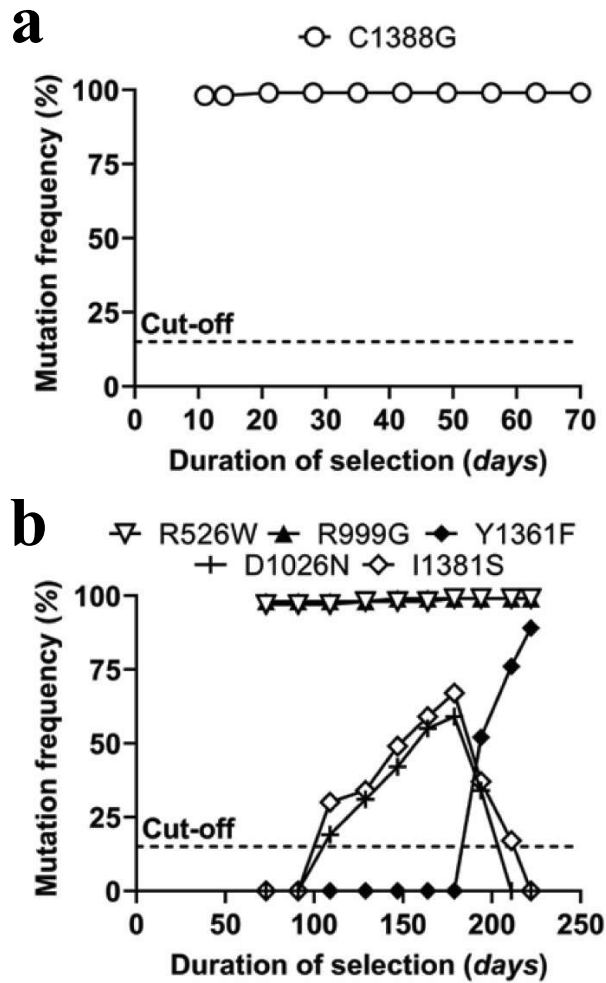 a
C1388G
Mutation frequency (%)
100
75
50
25
0
Cut-off
0 10 20 30 40 50 60 70
Duration of selection (days)
b
R526W R999G Y1361F
D1026N I1381S
Mutation frequency (%)
100
75
50
25
0
Cut-off
0 50 100 150 200 250
Duration of selection (days)